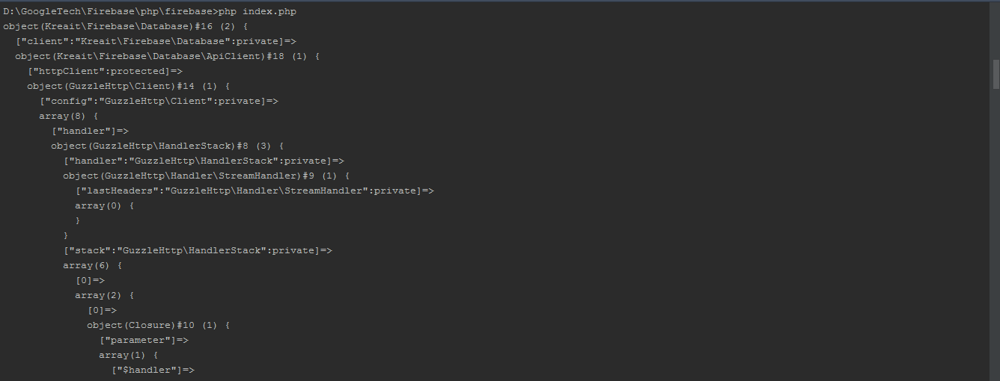 D:\GoogleTech\Firebase\php\firebase>php index.php
object(Kreait\Firebase\Database)#16 (2) {
  ["client":"Kreait\Firebase\Database":private]=>
  object(Kreait\Firebase\Database\ApiClient)#18 (1) {
    ["httpClient":protected]=>
    object(GuzzleHttp\Client)#14 (1) {
      ["config":"GuzzleHttp\Client":private]=>
      array(8) {
        ["handler"]=>
        object(GuzzleHttp\HandlerStack)#8 (3) {
          ["handler":"GuzzleHttp\HandlerStack":private]=>
          object(GuzzleHttp\Handler\StreamHandler)#9 (1) {
            ["lastHeaders":"GuzzleHttp\Handler\StreamHandler":private]=>
            array(0) {
            }
          }
          ["stack":"GuzzleHttp\HandlerStack":private]=>
          array(6) {
            [0]=>
            array(2) {
              [0]=>
              object(Closure)#10 (1) {
                ["parameter"]=>
                array(1) {
                  ["$handler"]=>